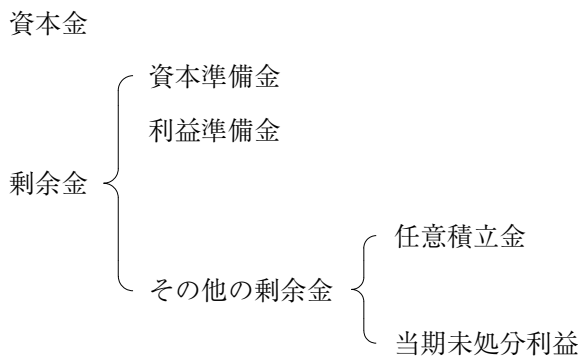 資本金
資本準備金
利益準備金
剰余金
その他の剰余金
任意積立金
当期未処分利益